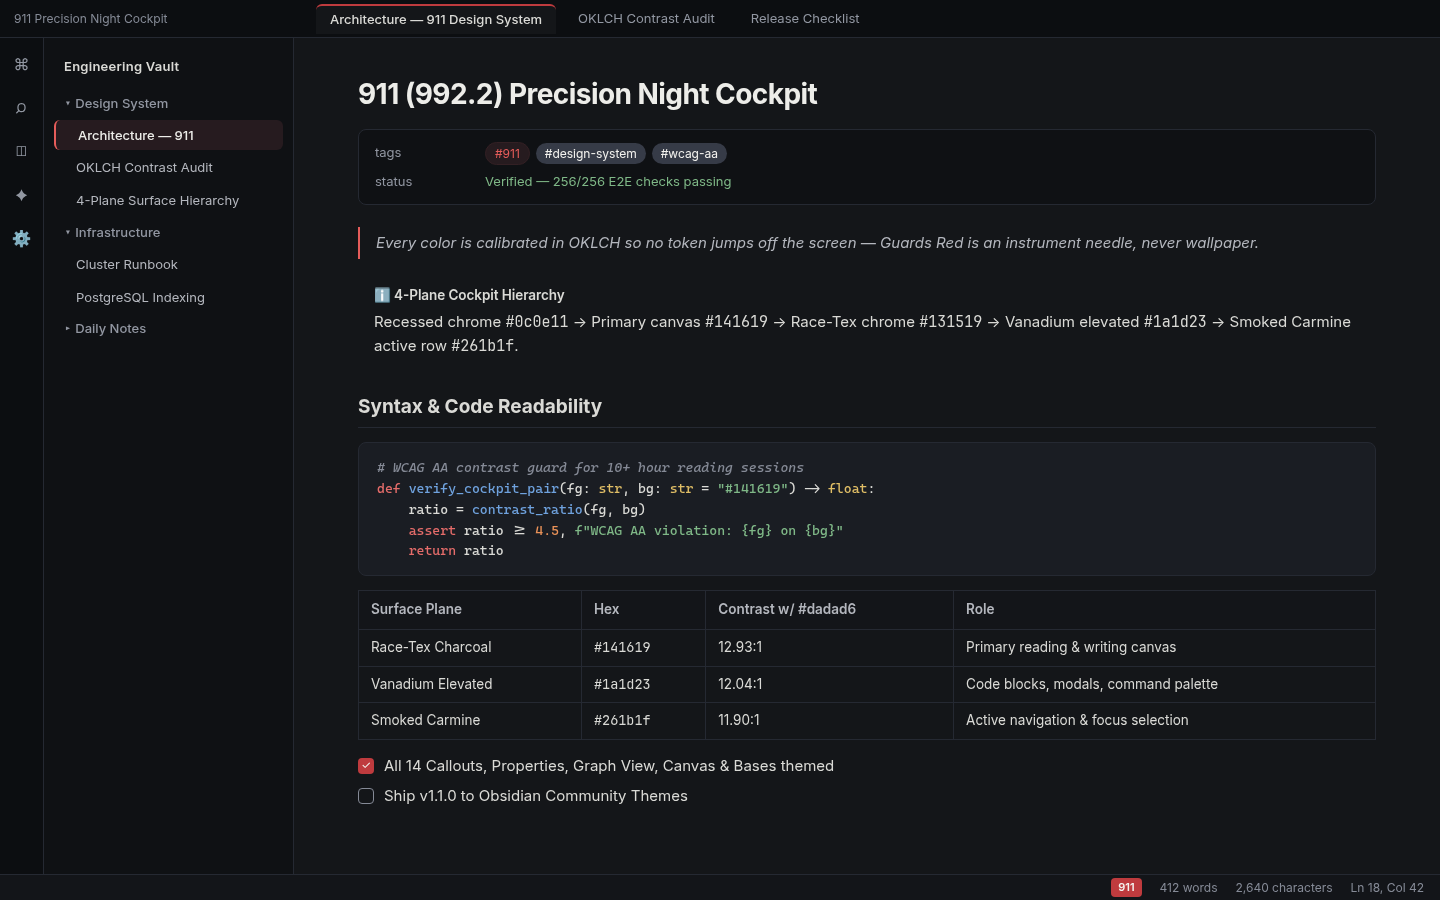 911 Precision Night Cockpit
Architecture — 911 Design System
OKLCH Contrast Audit
Release Checklist
Engineering Vault
Design System
Architecture — 911
OKLCH Contrast Audit
4-Plane Surface Hierarchy
Infrastructure
Cluster Runbook
PostgreSQL Indexing
Daily Notes
911 (992.2) Precision Night Cockpit
tags #911 #design-system #wcag-aa
status Verified — 256/256 E2E checks passing
Every color is calibrated in OKLCH so no token jumps off the screen — Guards Red is an instrument needle, never wallpaper.
ℹ️ 4-Plane Cockpit Hierarchy
Recessed chrome #0c0e11 → Primary canvas #141619 → Race-Tex chrome #131519 → Vanadium elevated #1a1d23 → Smoked Carmine
active row #261b1f.
Syntax & Code Readability
# WCAG AA contrast guard for 10+ hour reading sessions
def verify_cockpit_pair(fg: str, bg: str = "#141619") -> float:
    ratio = contrast_ratio(fg, bg)
    assert ratio >= 4.5, f"WCAG AA violation: {fg} on {bg}"
    return ratio
Surface Plane Hex Contrast w/ #dadad6 Role
Race-Tex Charcoal #141619 12.93:1 Primary reading & writing canvas
Vanadium Elevated #1a1d23 12.04:1 Code blocks, modals, command palette
Smoked Carmine #261b1f 11.90:1 Active navigation & focus selection
All 14 Callouts, Properties, Graph View, Canvas & Bases themed
Ship v1.1.0 to Obsidian Community Themes
911 412 words 2,640 characters Ln 18, Col 42